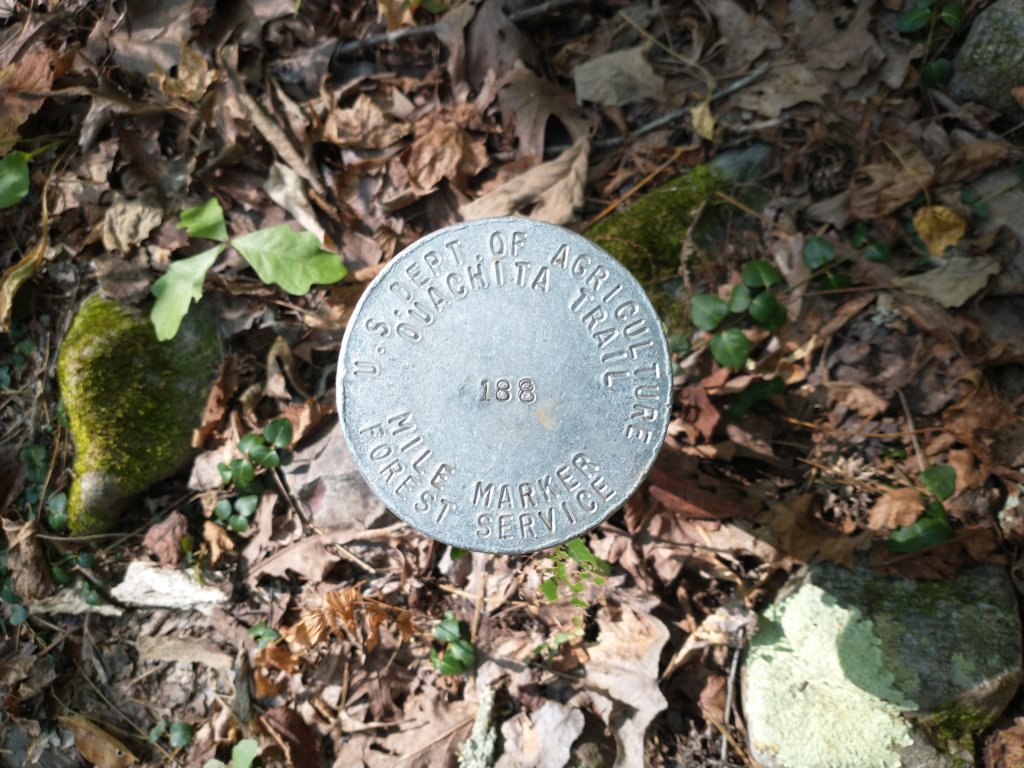 U.S. DEPT. OF AGRICULTURE
OUACHITA TRAIL
188
MILE MARKER
FOREST SERVICE